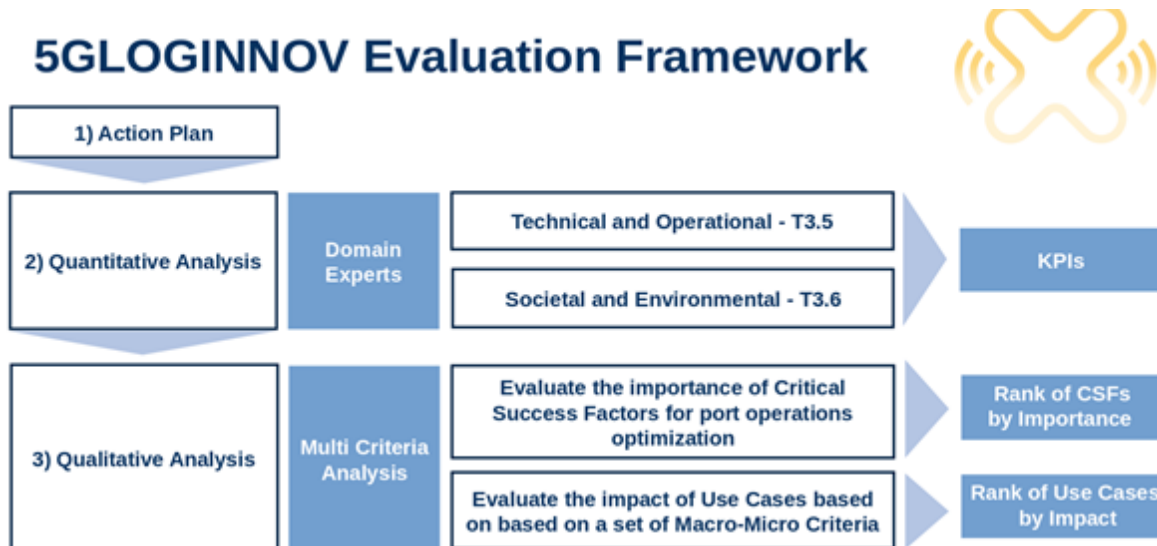 5GLOGINNOV Evaluation Framework
1) Action Plan
2) Quantitative Analysis
Domain
Experts
Technical and Operational - T3.5
Societal and Environmental - T3.6
KPIs
3) Qualitative Analysis
Multi Criteria
Analysis
Evaluate the importance of Critical
Success Factors for port operations
optimization
Rank of CSFs
by Importance
Evaluate the impact of Use Cases based
on based on a set of Macro-Micro Criteria
Rank of Use Cases
by Impact